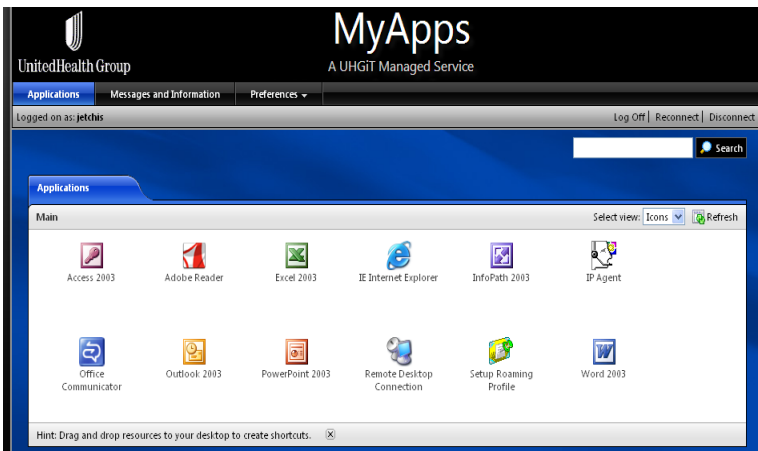 MyApps
UnitedHealth Group
A UHGiT Managed Service
Applications Messages and Information Preferences
Logged on as: jetchis Log Off | Reconnect | Disconnect
Search
Applications
Main Select view: Icons Refresh
Access 2003 Adobe Reader Excel 2003 IE Internet Explorer InfoPath 2003 IP Agent
Office Outlook 2003 PowerPoint 2003 Remote Desktop Setup Roaming Word 2003
Communicator Connection Profile
Hint: Drag and drop resources to your desktop to create shortcuts.